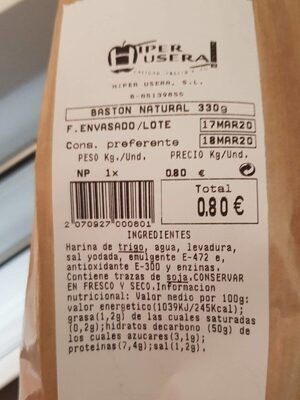 HIPER
USERA
HIPER USERA, S.L.
BASTON NATURAL 330g
F.ENVASADO/LOTE 17MAR20
Cons. preferente 18MAR20
PESO Kg./Und. PRECIO Kg/Und.
NP 1x 0.80 €
Total
0.80 €
2 070927 000801
INGREDIENTES
Harina de trigo, agua, levadura,
sal yodada, emulgente E-472 e,
antioxidante E-300 y enzinas.
Contiene trazas de soja.CONSERVAR
EN FRESCO Y SECO.Informacion
nutricional: Valor medio por 100g:
valor energetico(1039KJ/245Kcal);
grasa(1,2g) de las cuales saturadas
(0,2g);hidratos decarbono (50g) de
los cuales azucares(3,1g);
proteinas(7,4g);sal(1,2g).